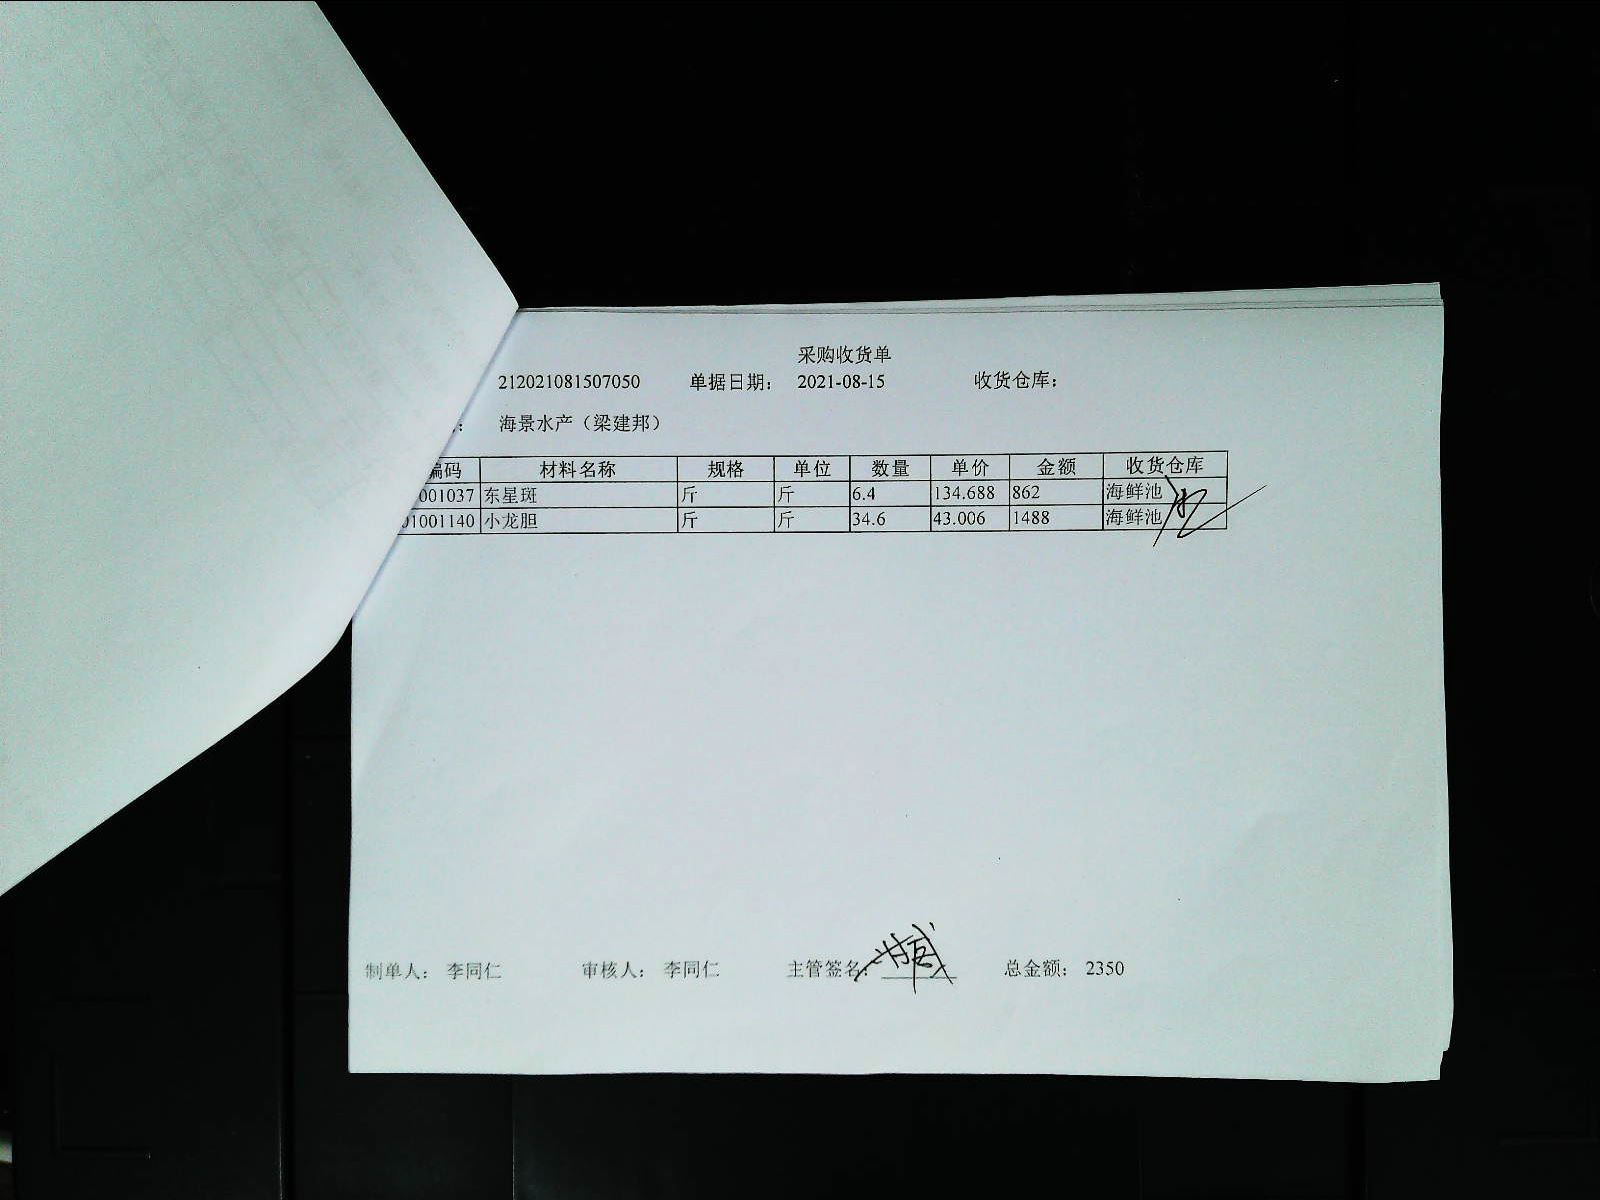 采购收货单
212021081507050 单据日期： 2021-08-15 收货仓库：
： 海景水产（梁建邦）
编码 材料名称 规格 单位 数量 单价 金额 收货仓库
001037 东星斑 斤 斤 6.4 134.688 862 海鲜池
01001140 小龙胆 斤 斤 34.6 43.006 1488 海鲜池
制单人： 李同仁 审核人： 李同仁 主管签名： 总金额： 2350